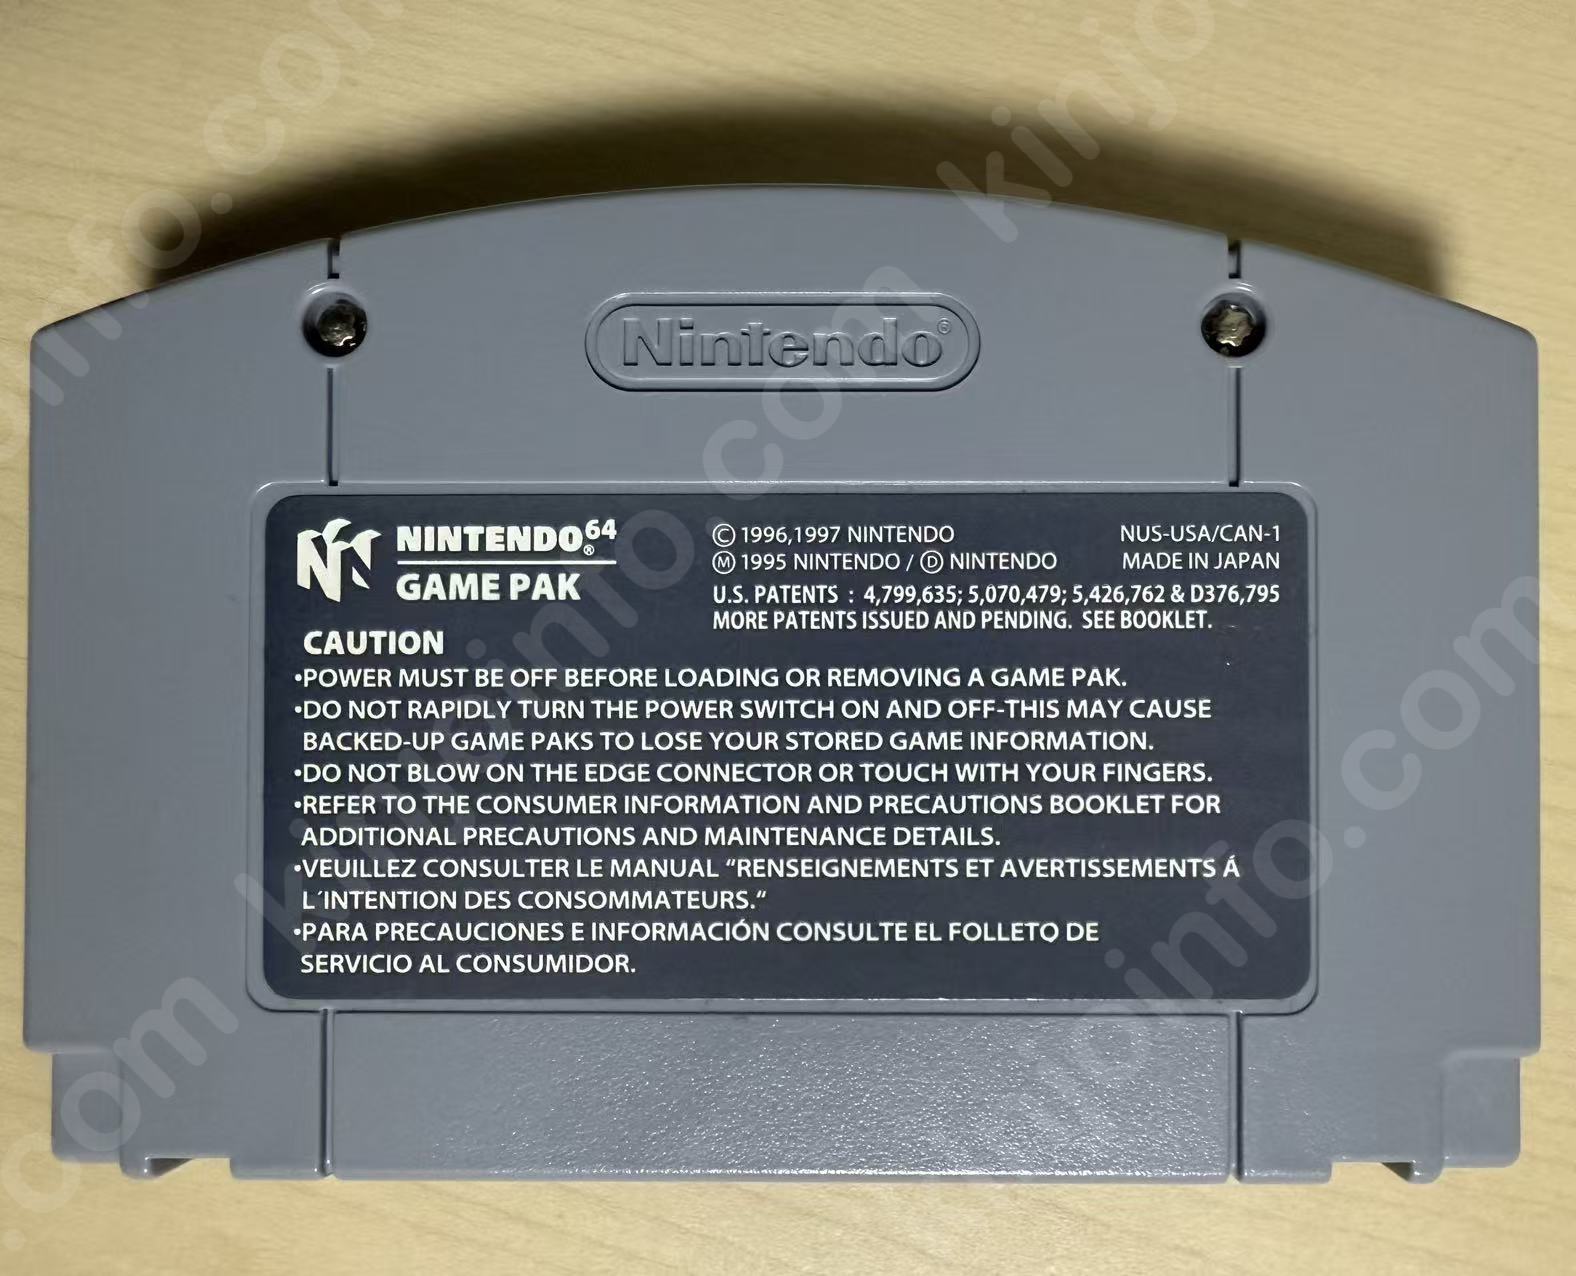 Nintendo®
NINTENDO64®
GAME PAK
© 1996,1997 NINTENDO
Ⓜ 1995 NINTENDO / Ⓓ NINTENDO
NUS-USA/CAN-1
MADE IN JAPAN
U.S. PATENTS : 4,799,635; 5,070,479; 5,426,762 & D376,795
MORE PATENTS ISSUED AND PENDING. SEE BOOKLET.
CAUTION
•POWER MUST BE OFF BEFORE LOADING OR REMOVING A GAME PAK.
•DO NOT RAPIDLY TURN THE POWER SWITCH ON AND OFF-THIS MAY CAUSE
BACKED-UP GAME PAKS TO LOSE YOUR STORED GAME INFORMATION.
•DO NOT BLOW ON THE EDGE CONNECTOR OR TOUCH WITH YOUR FINGERS.
•REFER TO THE CONSUMER INFORMATION AND PRECAUTIONS BOOKLET FOR
ADDITIONAL PRECAUTIONS AND MAINTENANCE DETAILS.
•VEUILLEZ CONSULTER LE MANUAL “RENSEIGNEMENTS ET AVERTISSEMENTS Á
L´INTENTION DES CONSOMMATEURS.“
•PARA PRECAUCIONES E INFORMACIÓN CONSULTE EL FOLLETO DE
SERVICIO AL CONSUMIDOR.
kinjoinfo.com
kinjoinfo.com